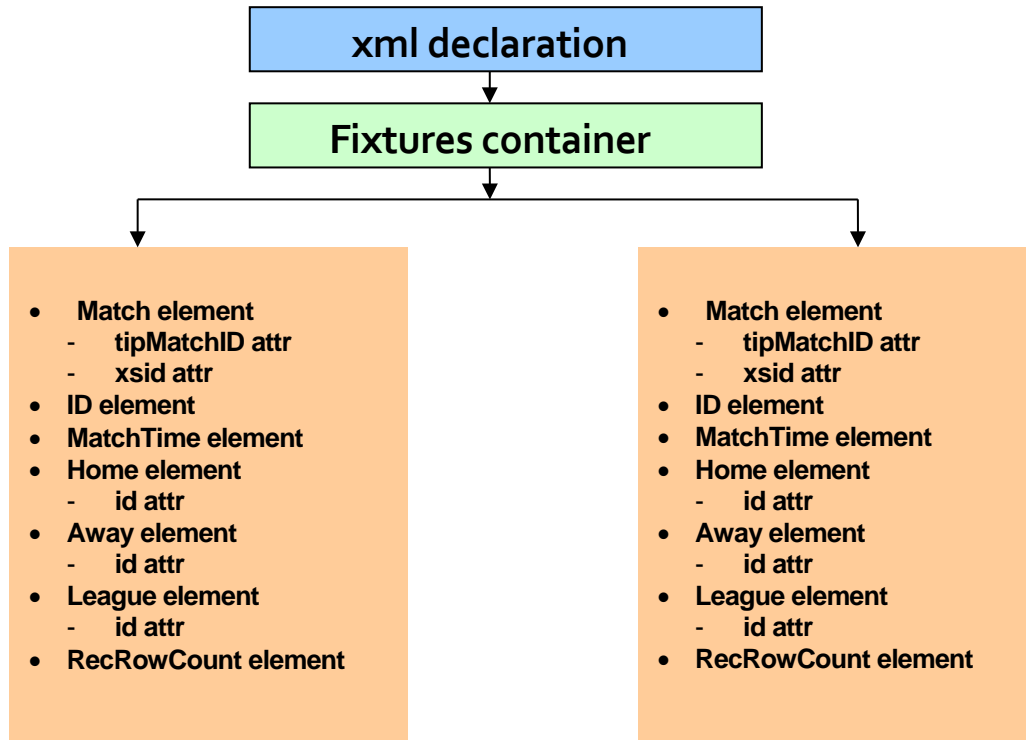 xml declaration
Fixtures container
• Match element
- tipMatchID attr
- xsid attr
• ID element
• MatchTime element
• Home element
- id attr
• Away element
- id attr
• League element
- id attr
• RecRowCount element
• Match element
- tipMatchID attr
- xsid attr
• ID element
• MatchTime element
• Home element
- id attr
• Away element
- id attr
• League element
- id attr
• RecRowCount element